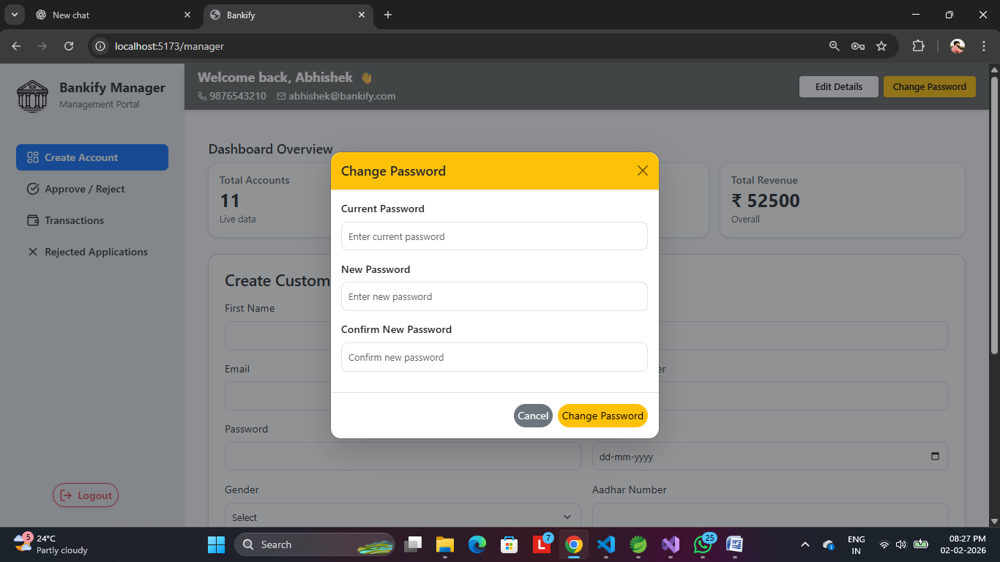 New chat
Bankify
localhost:5173/manager
Bankify Manager
Management Portal
Welcome back, Abhishek 👋
9876543210 abhishek@bankify.com
Edit Details
Change Password
Create Account
Approve / Reject
Transactions
Rejected Applications
Logout
Dashboard Overview
Total Accounts
11
Live data
Total Revenue
₹ 52500
Overall
Create Custom
First Name
Email
er
Password
dd-mm-yyyy
Gender
Aadhar Number
Select
Change Password
Current Password
Enter current password
New Password
Enter new password
Confirm New Password
Confirm new password
Cancel
Change Password
5
24°C
Partly cloudy
Search
L
7
25
ENG
IN
08:27 PM
02-02-2026